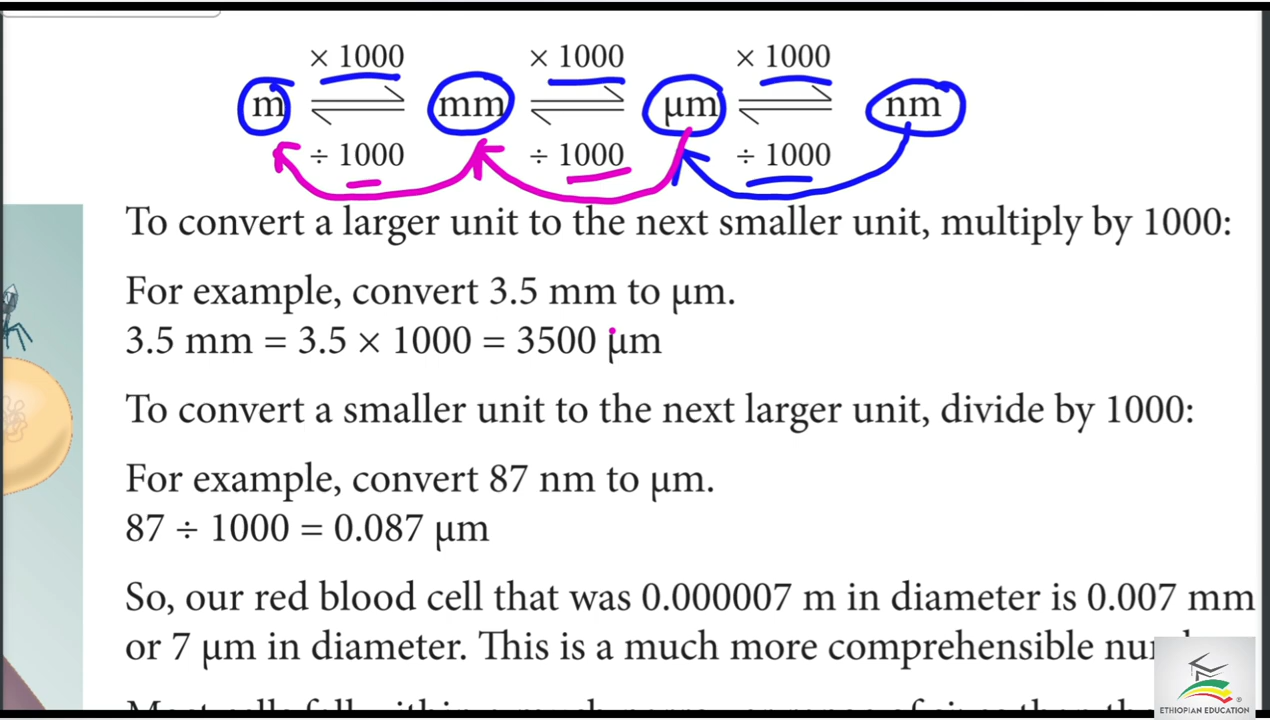 × 1000 × 1000 × 1000
m mm µm nm
÷ 1000 ÷ 1000 ÷ 1000
To convert a larger unit to the next smaller unit, multiply by 1000:
For example, convert 3.5 mm to µm.
3.5 mm = 3.5 × 1000 = 3500 µm
To convert a smaller unit to the next larger unit, divide by 1000:
For example, convert 87 nm to µm.
87 ÷ 1000 = 0.087 µm
So, our red blood cell that was 0.000007 m in diameter is 0.007 mm
or 7 µm in diameter. This is a much more comprehensible
ETHIOPIAN EDUCATION